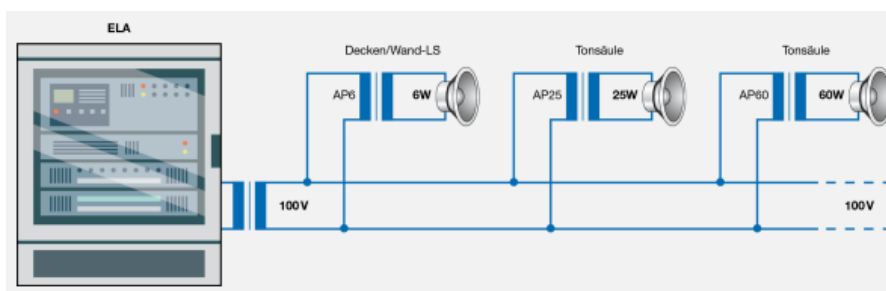 ELA
Decken/Wand-LS
Tonsäule
Tonsäule
AP6
6W
AP25
25W
AP60
60W
100V
100V